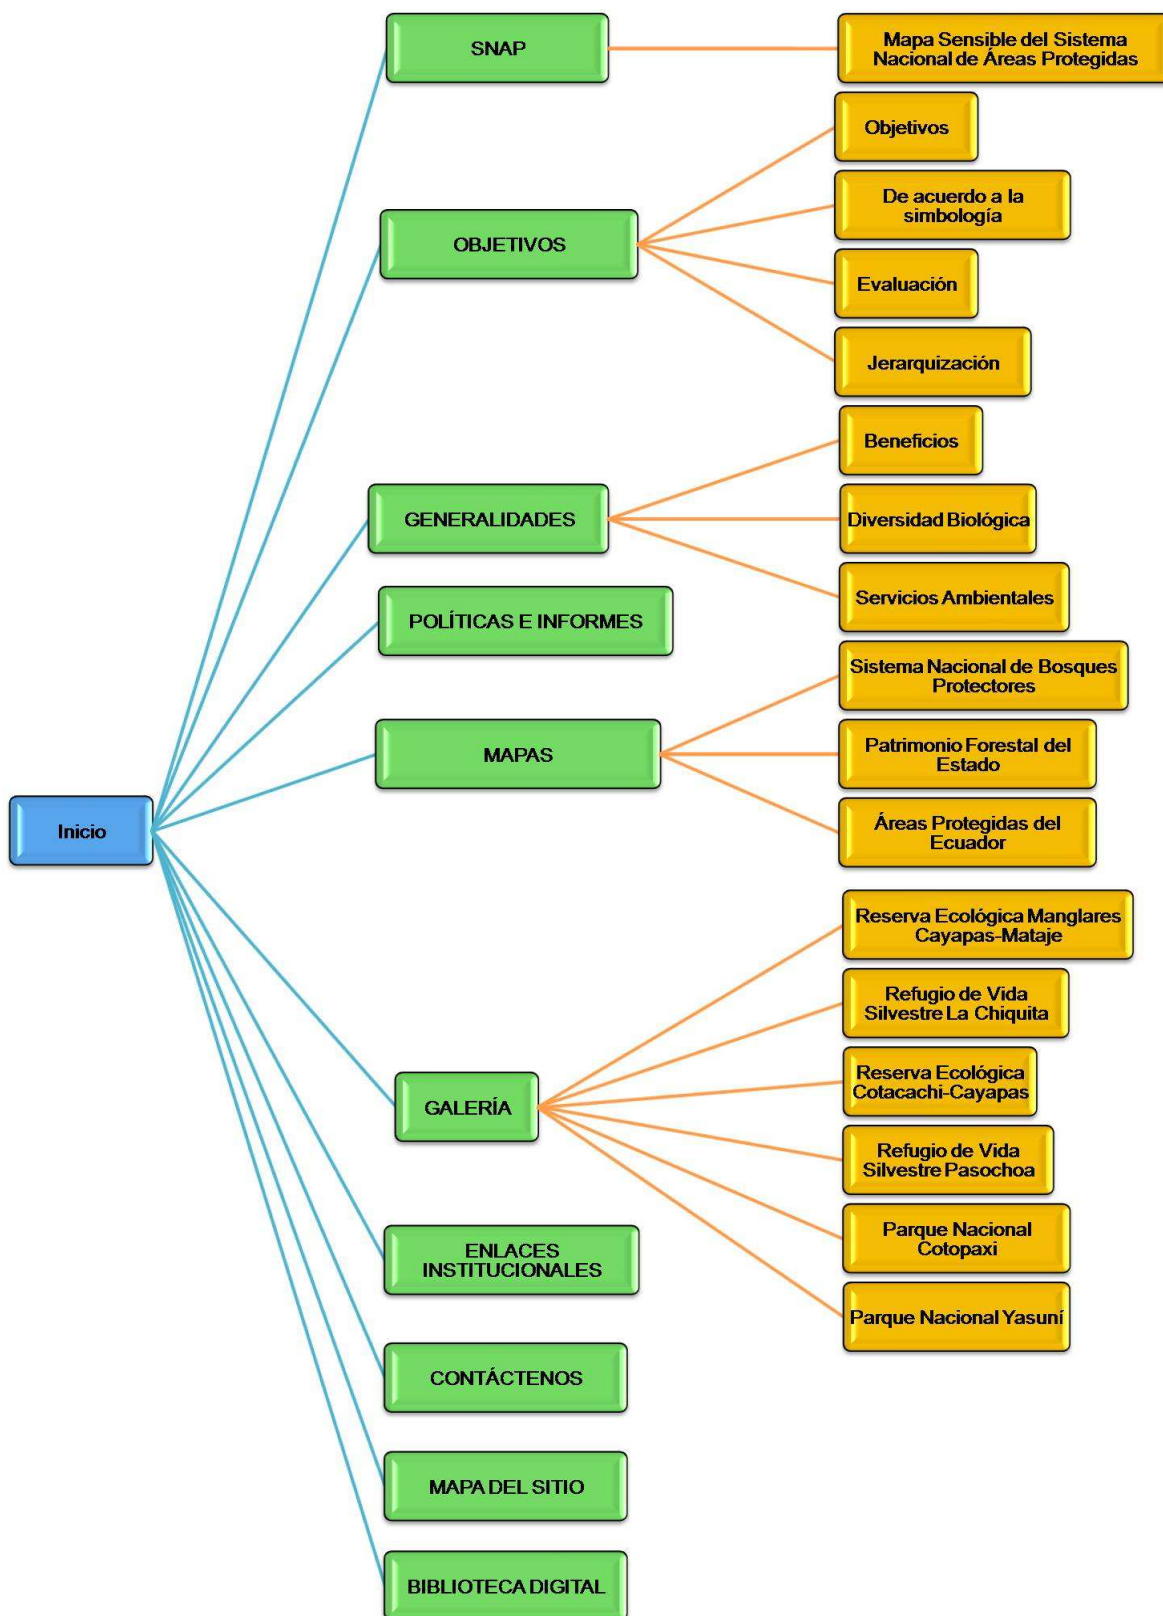 SNAP
Mapa Sensible del Sistema
Nacional de Áreas Protegidas
OBJETIVOS
Objetivos
De acuerdo a la
simbología
Evaluación
Jerarquización
GENERALIDADES
Beneficios
Diversidad Biológica
Servicios Ambientales
POLÍTICAS E INFORMES
MAPAS
Sistema Nacional de Bosques
Protectores
Patrimonio Forestal del
Estado
Áreas Protegidas del
Ecuador
Inicio
GALERÍA
Reserva Ecológica Manglares
Cayapas-Mataje
Refugio de Vida
Silvestre La Chiquita
Reserva Ecológica
Cotacachi-Cayapas
Refugio de Vida
Silvestre Pasochoa
Parque Nacional
Cotopaxi
Parque Nacional Yasuní
ENLACES
INSTITUCIONALES
CONTÁCTENOS
MAPA DEL SITIO
BIBLIOTECA DIGITAL